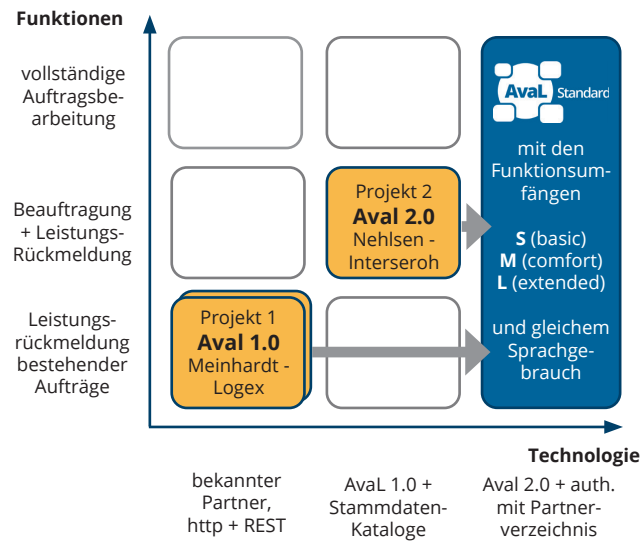 Funktionen
vollständige
Auftragsbe-
arbeitung
AvaL Standard
mit den
Funktionsum-
fängen
S (basic)
M (comfort)
L (extended)
und gleichem
Sprachge-
brauch
Beauftragung
+ Leistungs-
Rückmeldung
Projekt 2
Aval 2.0
Nehlsen -
Interseroh
Leistungs-
rückmeldung
bestehender
Aufträge
Projekt 1
Aval 1.0
Meinhardt -
Logex
Technologie
bekannter
Partner,
http + REST
AvaL 1.0 +
Stammdaten-
Kataloge
Aval 2.0 + auth.
mit Partner-
verzeichnis